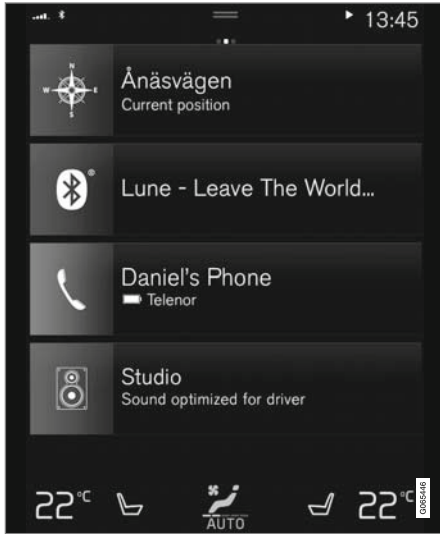 13:45
N
W E
S
Ånäsvägen
Current position
Lune - Leave The World...
Daniel's Phone
Telenor
Studio
Sound optimized for driver
22°C
AUTO
22°C
G065446